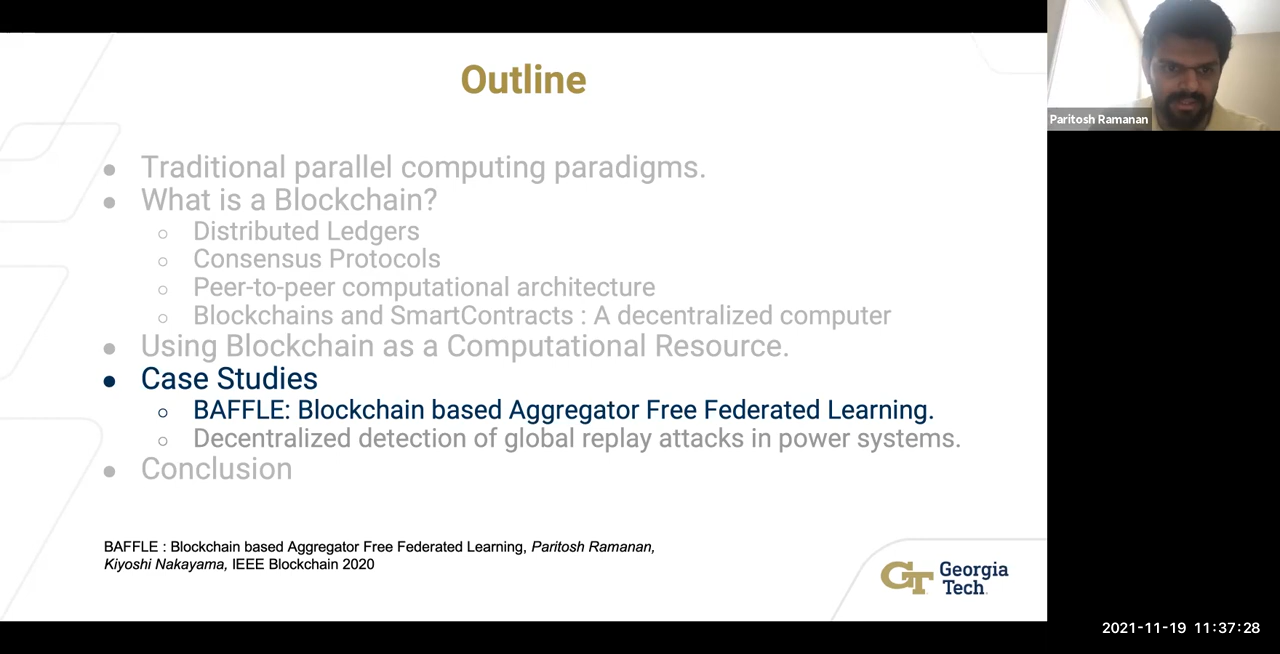 Outline
Paritosh Ramanan
● Traditional parallel computing paradigms.
● What is a Blockchain?
○ Distributed Ledgers
○ Consensus Protocols
○ Peer-to-peer computational architecture
○ Blockchains and SmartContracts : A decentralized computer
● Using Blockchain as a Computational Resource.
● Case Studies
○ BAFFLE: Blockchain based Aggregator Free Federated Learning.
○ Decentralized detection of global replay attacks in power systems.
● Conclusion
BAFFLE : Blockchain based Aggregator Free Federated Learning, Paritosh Ramanan,
Kiyoshi Nakayama, IEEE Blockchain 2020
GT Georgia
Tech
2021-11-19 11:37:28